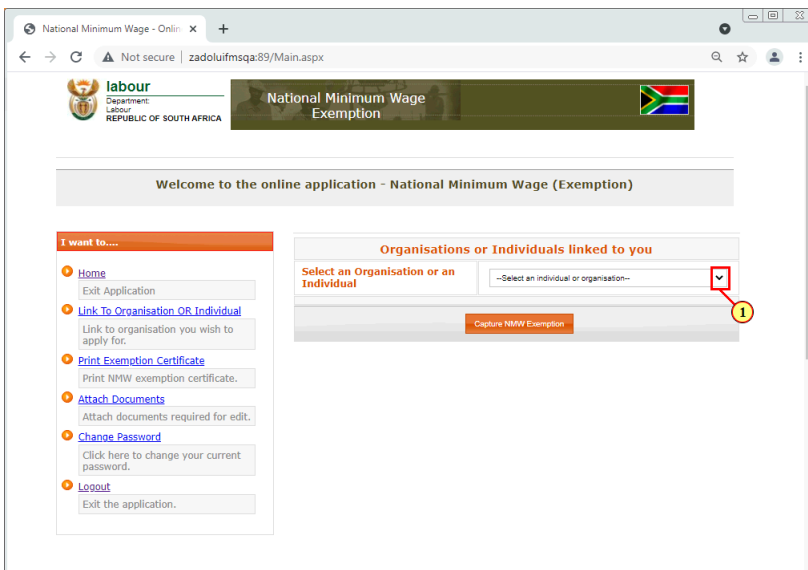 National Minimum Wage - Onlin
Not secure | zadoluifmsqa:89/Main.aspx
labour
Department:
Labour
REPUBLIC OF SOUTH AFRICA
National Minimum Wage
Exemption
Welcome to the online application - National Minimum Wage (Exemption)
I want to....
Home
Exit Application
Link To Organisation OR Individual
Link to organisation you wish to
apply for.
Print Exemption Certificate
Print NMW exemption certificate.
Attach Documents
Attach documents required for edit.
Change Password
Click here to change your current
password.
Logout
Exit the application.
Organisations or Individuals linked to you
Select an Organisation or an
Individual
--Select an individual or organisation--
1
Capture NMW Exemption